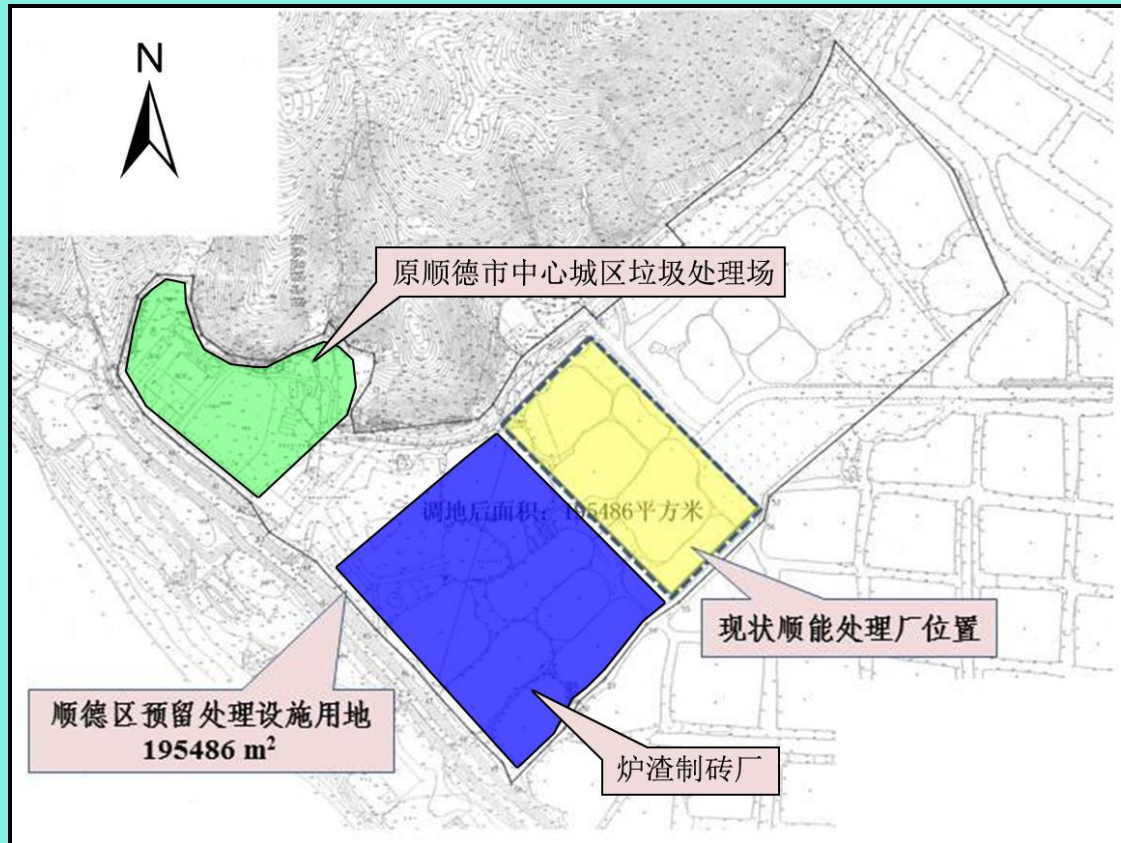 N
原顺德市中心城区垃圾处理场
调地后面积：195486平方米
现状顺能处理厂位置
顺德区预留处理设施用地
195486 m²
炉渣制砖厂